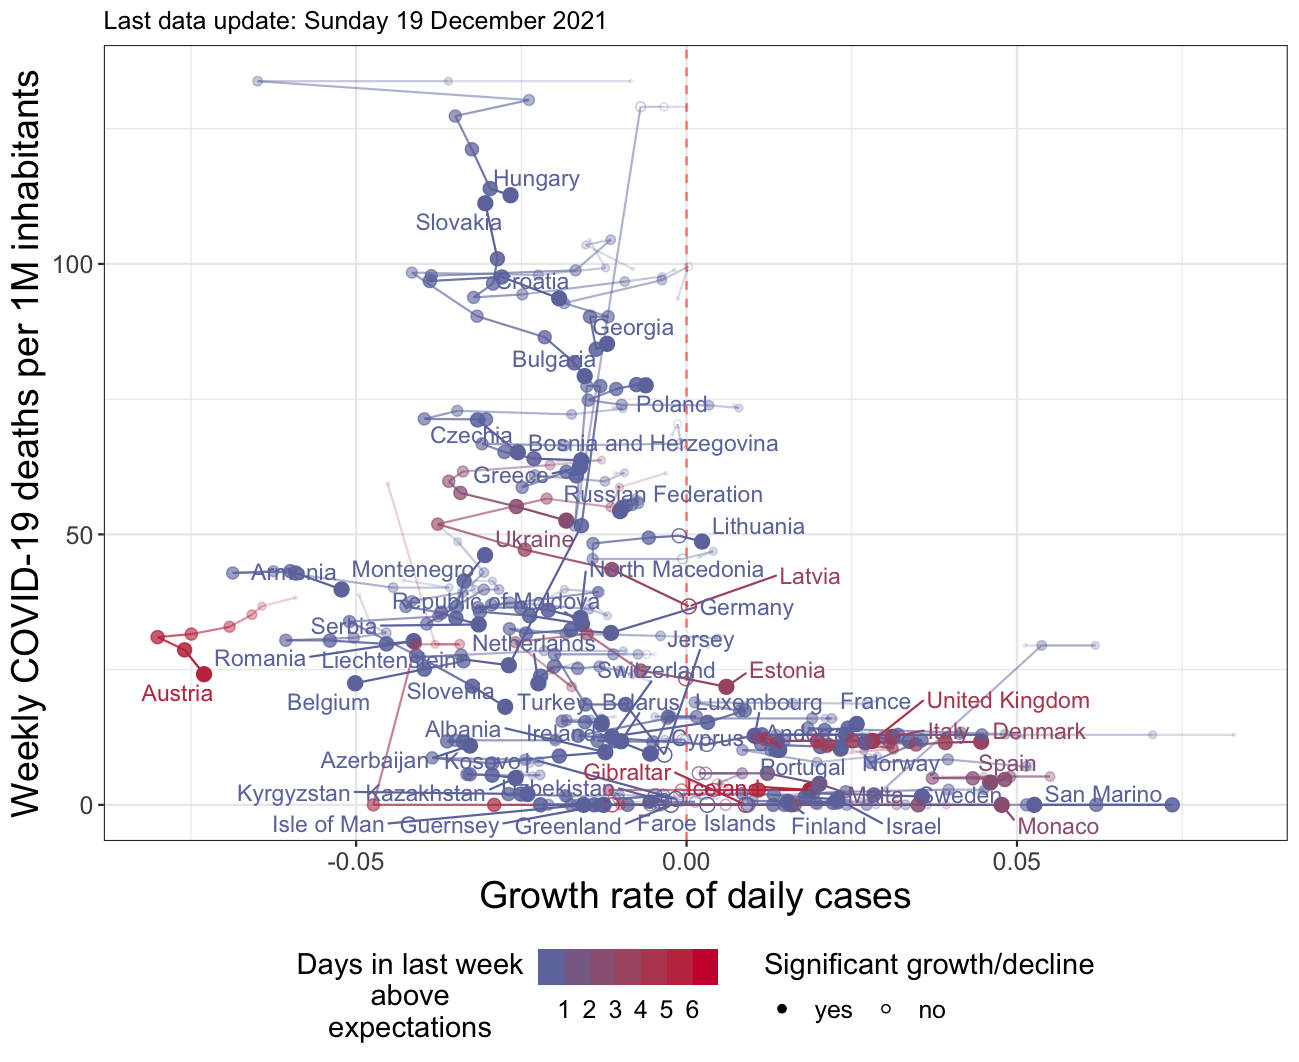 Last data update: Sunday 19 December 2021
Weekly COVID-19 deaths per 1M inhabitants
100
50
0
Hungary
Slovakia
Croatia
Georgia
Bulgaria
Poland
Czechia
Bosnia and Herzegovina
Greece
Russian Federation
Lithuania
Ukraine
Armenia
Montenegro
North Macedonia
Latvia
Republic of Moldova
Germany
Serbia
Netherlands
Jersey
Romania
Liechtenstein
Switzerland
Estonia
Austria
Belgium
Slovenia
Turkey
Belarus
Luxembourg
France
United Kingdom
Albania
Ireland
Cyprus
Andorra
Italy
Denmark
Azerbaijan
Kosovo
Gibraltar
Portugal
Norway
Spain
Kyrgyzstan
Kazakhstan
Uzbekistan
Iceland
Malta
Sweden
San Marino
Isle of Man
Guernsey
Greenland
Faroe Islands
Finland
Israel
Monaco
-0.05
0.00
0.05
Growth rate of daily cases
Days in last week
above
expectations
1 2 3 4 5 6
Significant growth/decline
yes
no